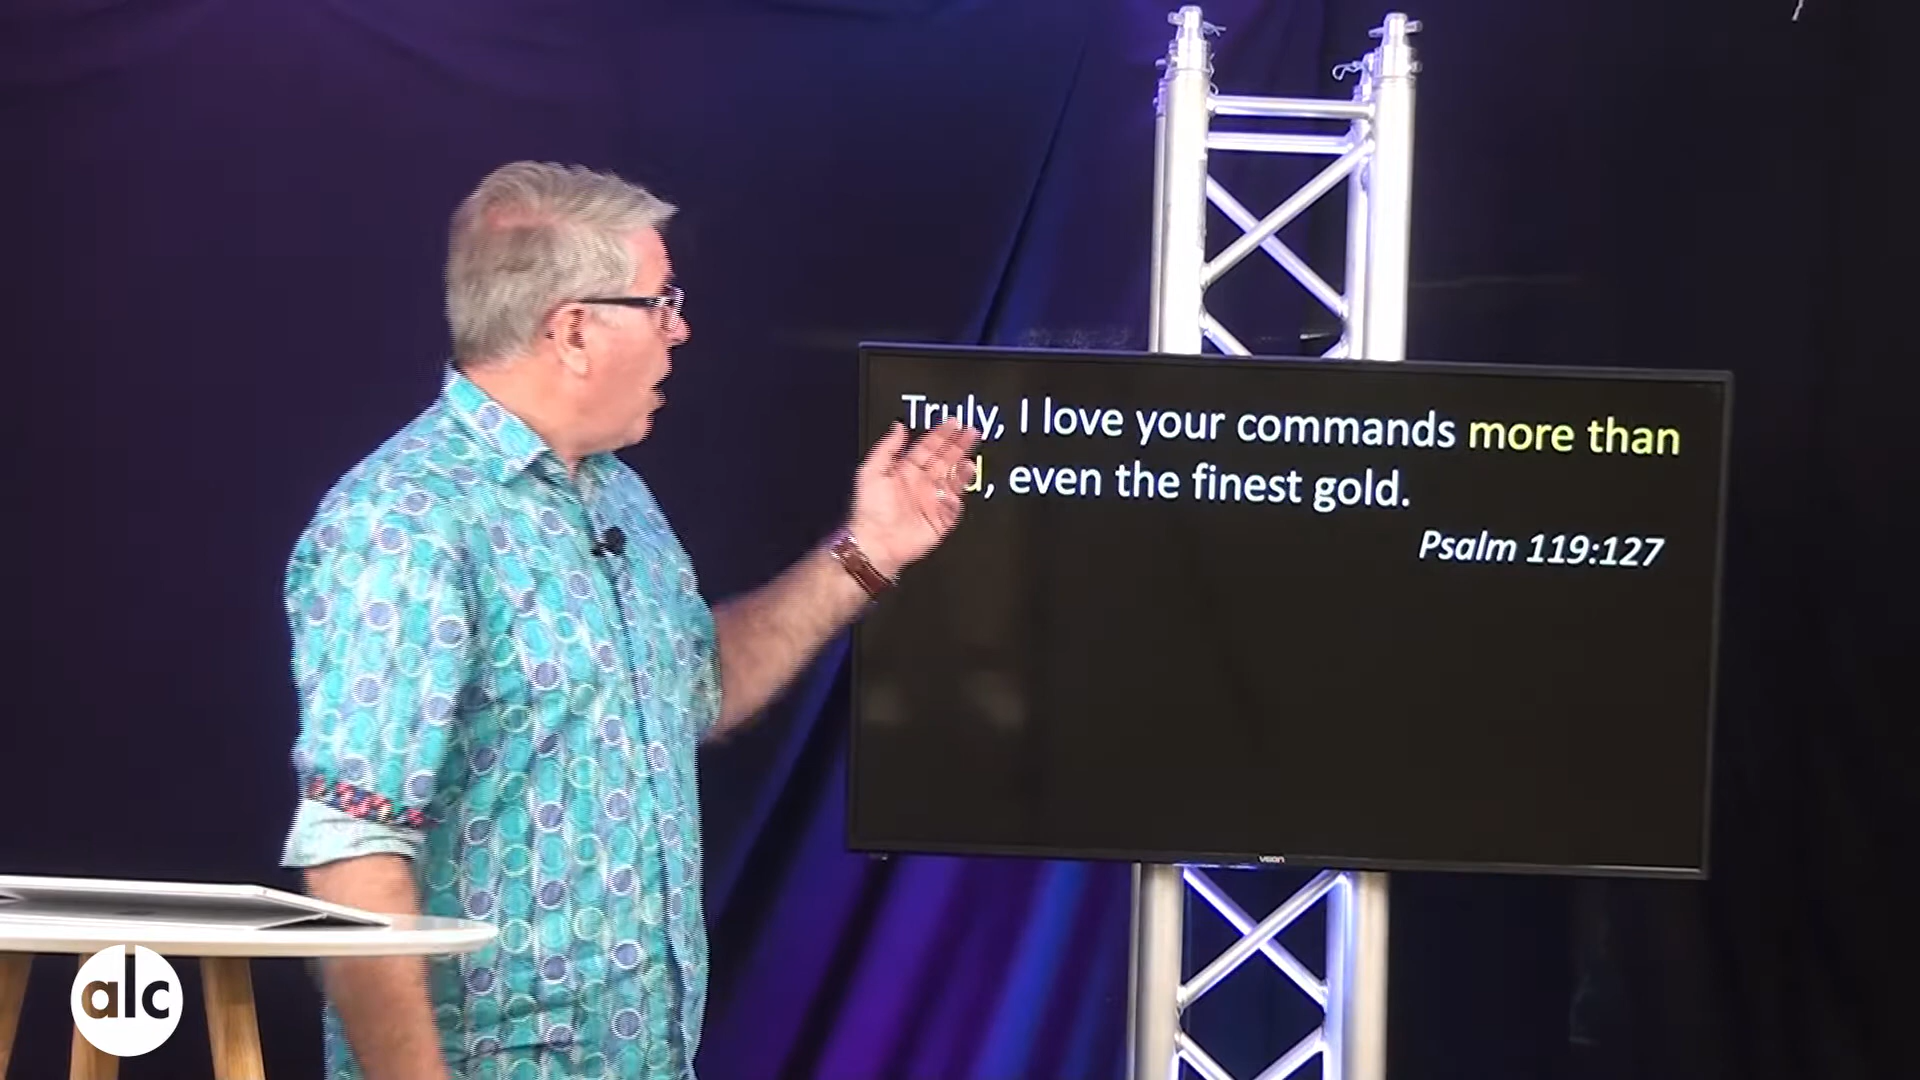 Truly, I love your commands more than
d, even the finest gold.
Psalm 119:127
alc